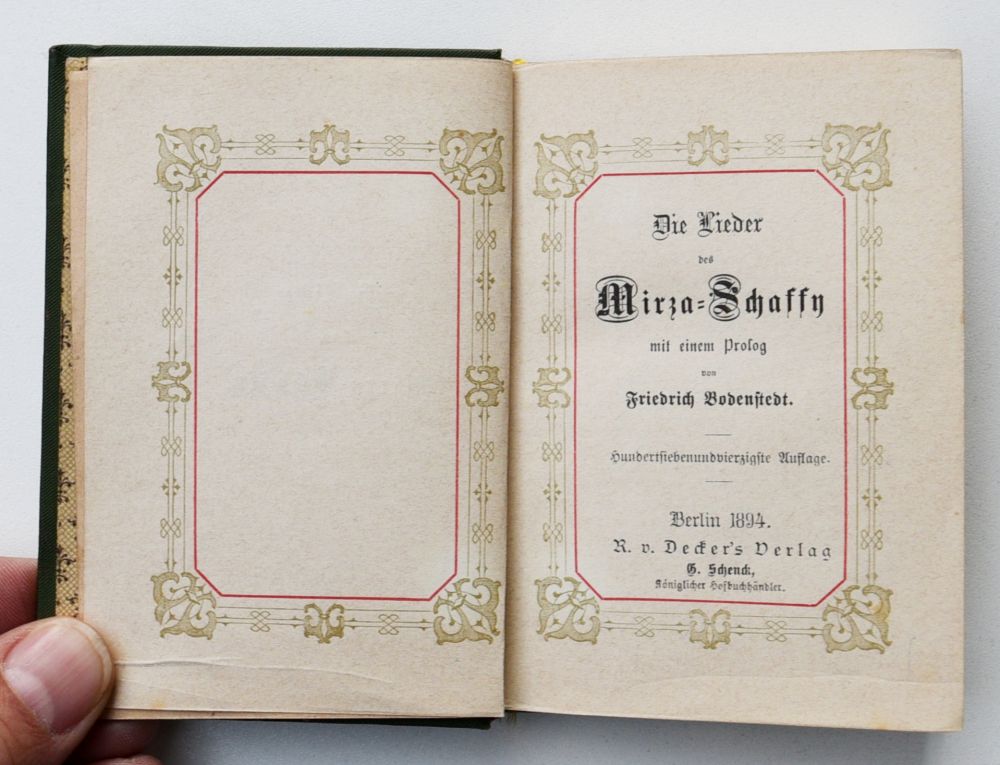 Die Lieder
des
Mirza-Schaffy
mit einem Prolog
von
Friedrich Bodenstedt.
Hundertsiebenundvierzigste Auflage.
Berlin 1894.
R. v. Decker's Verlag
G. Schenck,
Königlicher Hofbuchhändler.